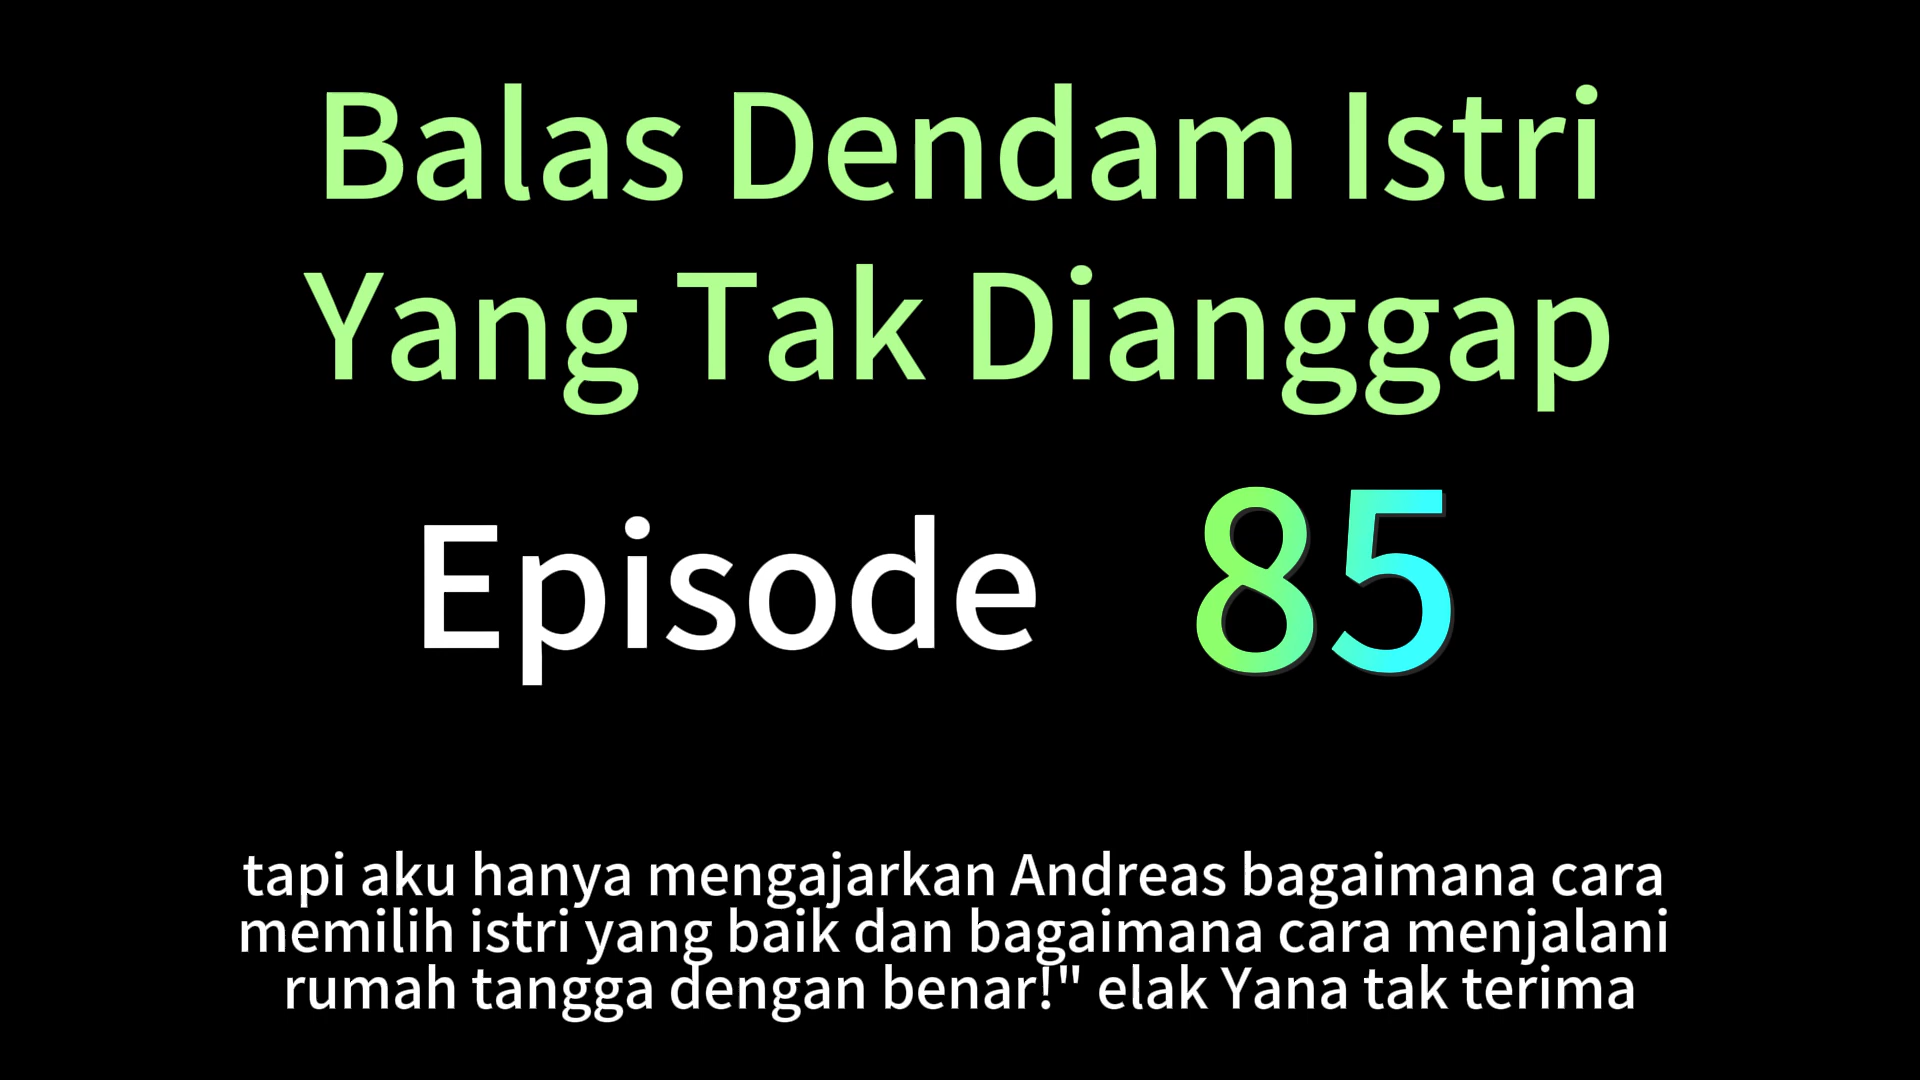 Balas Dendam Istri
Yang Tak Dianggap
Episode 85
tapi aku hanya mengajarkan Andreas bagaimana cara
memilih istri yang baik dan bagaimana cara menjalani
rumah tangga dengan benar!" elak Yana tak terima